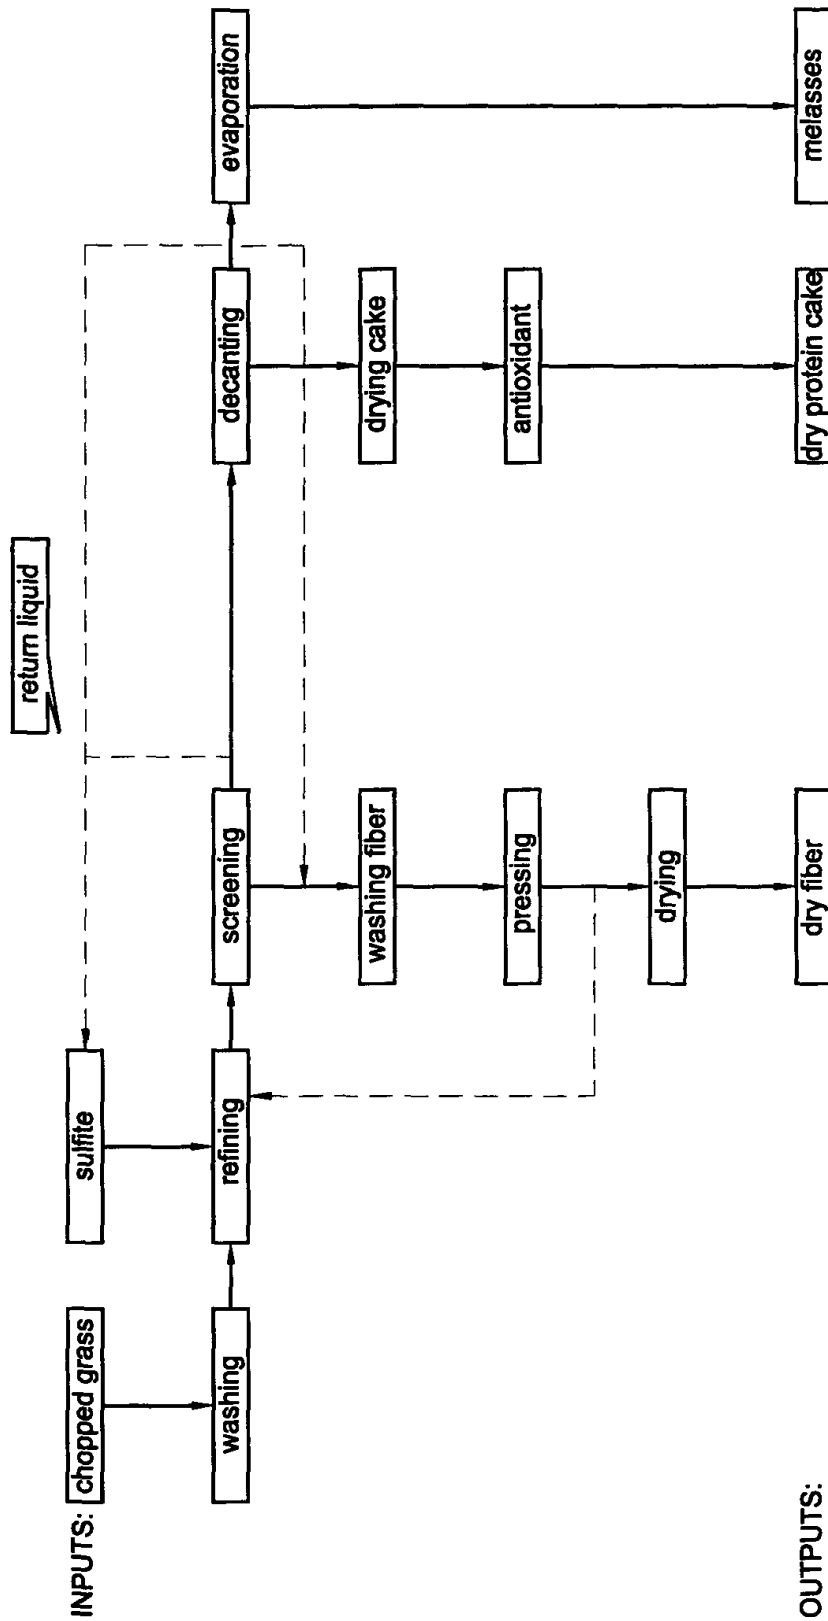 return liquid
INPUTS: chopped grass
sulfite
washing
refining
screening
decanting
evaporation
washing fiber
drying cake
pressing
antioxidant
drying
OUTPUTS:
dry fiber
dry protein cake
melasses